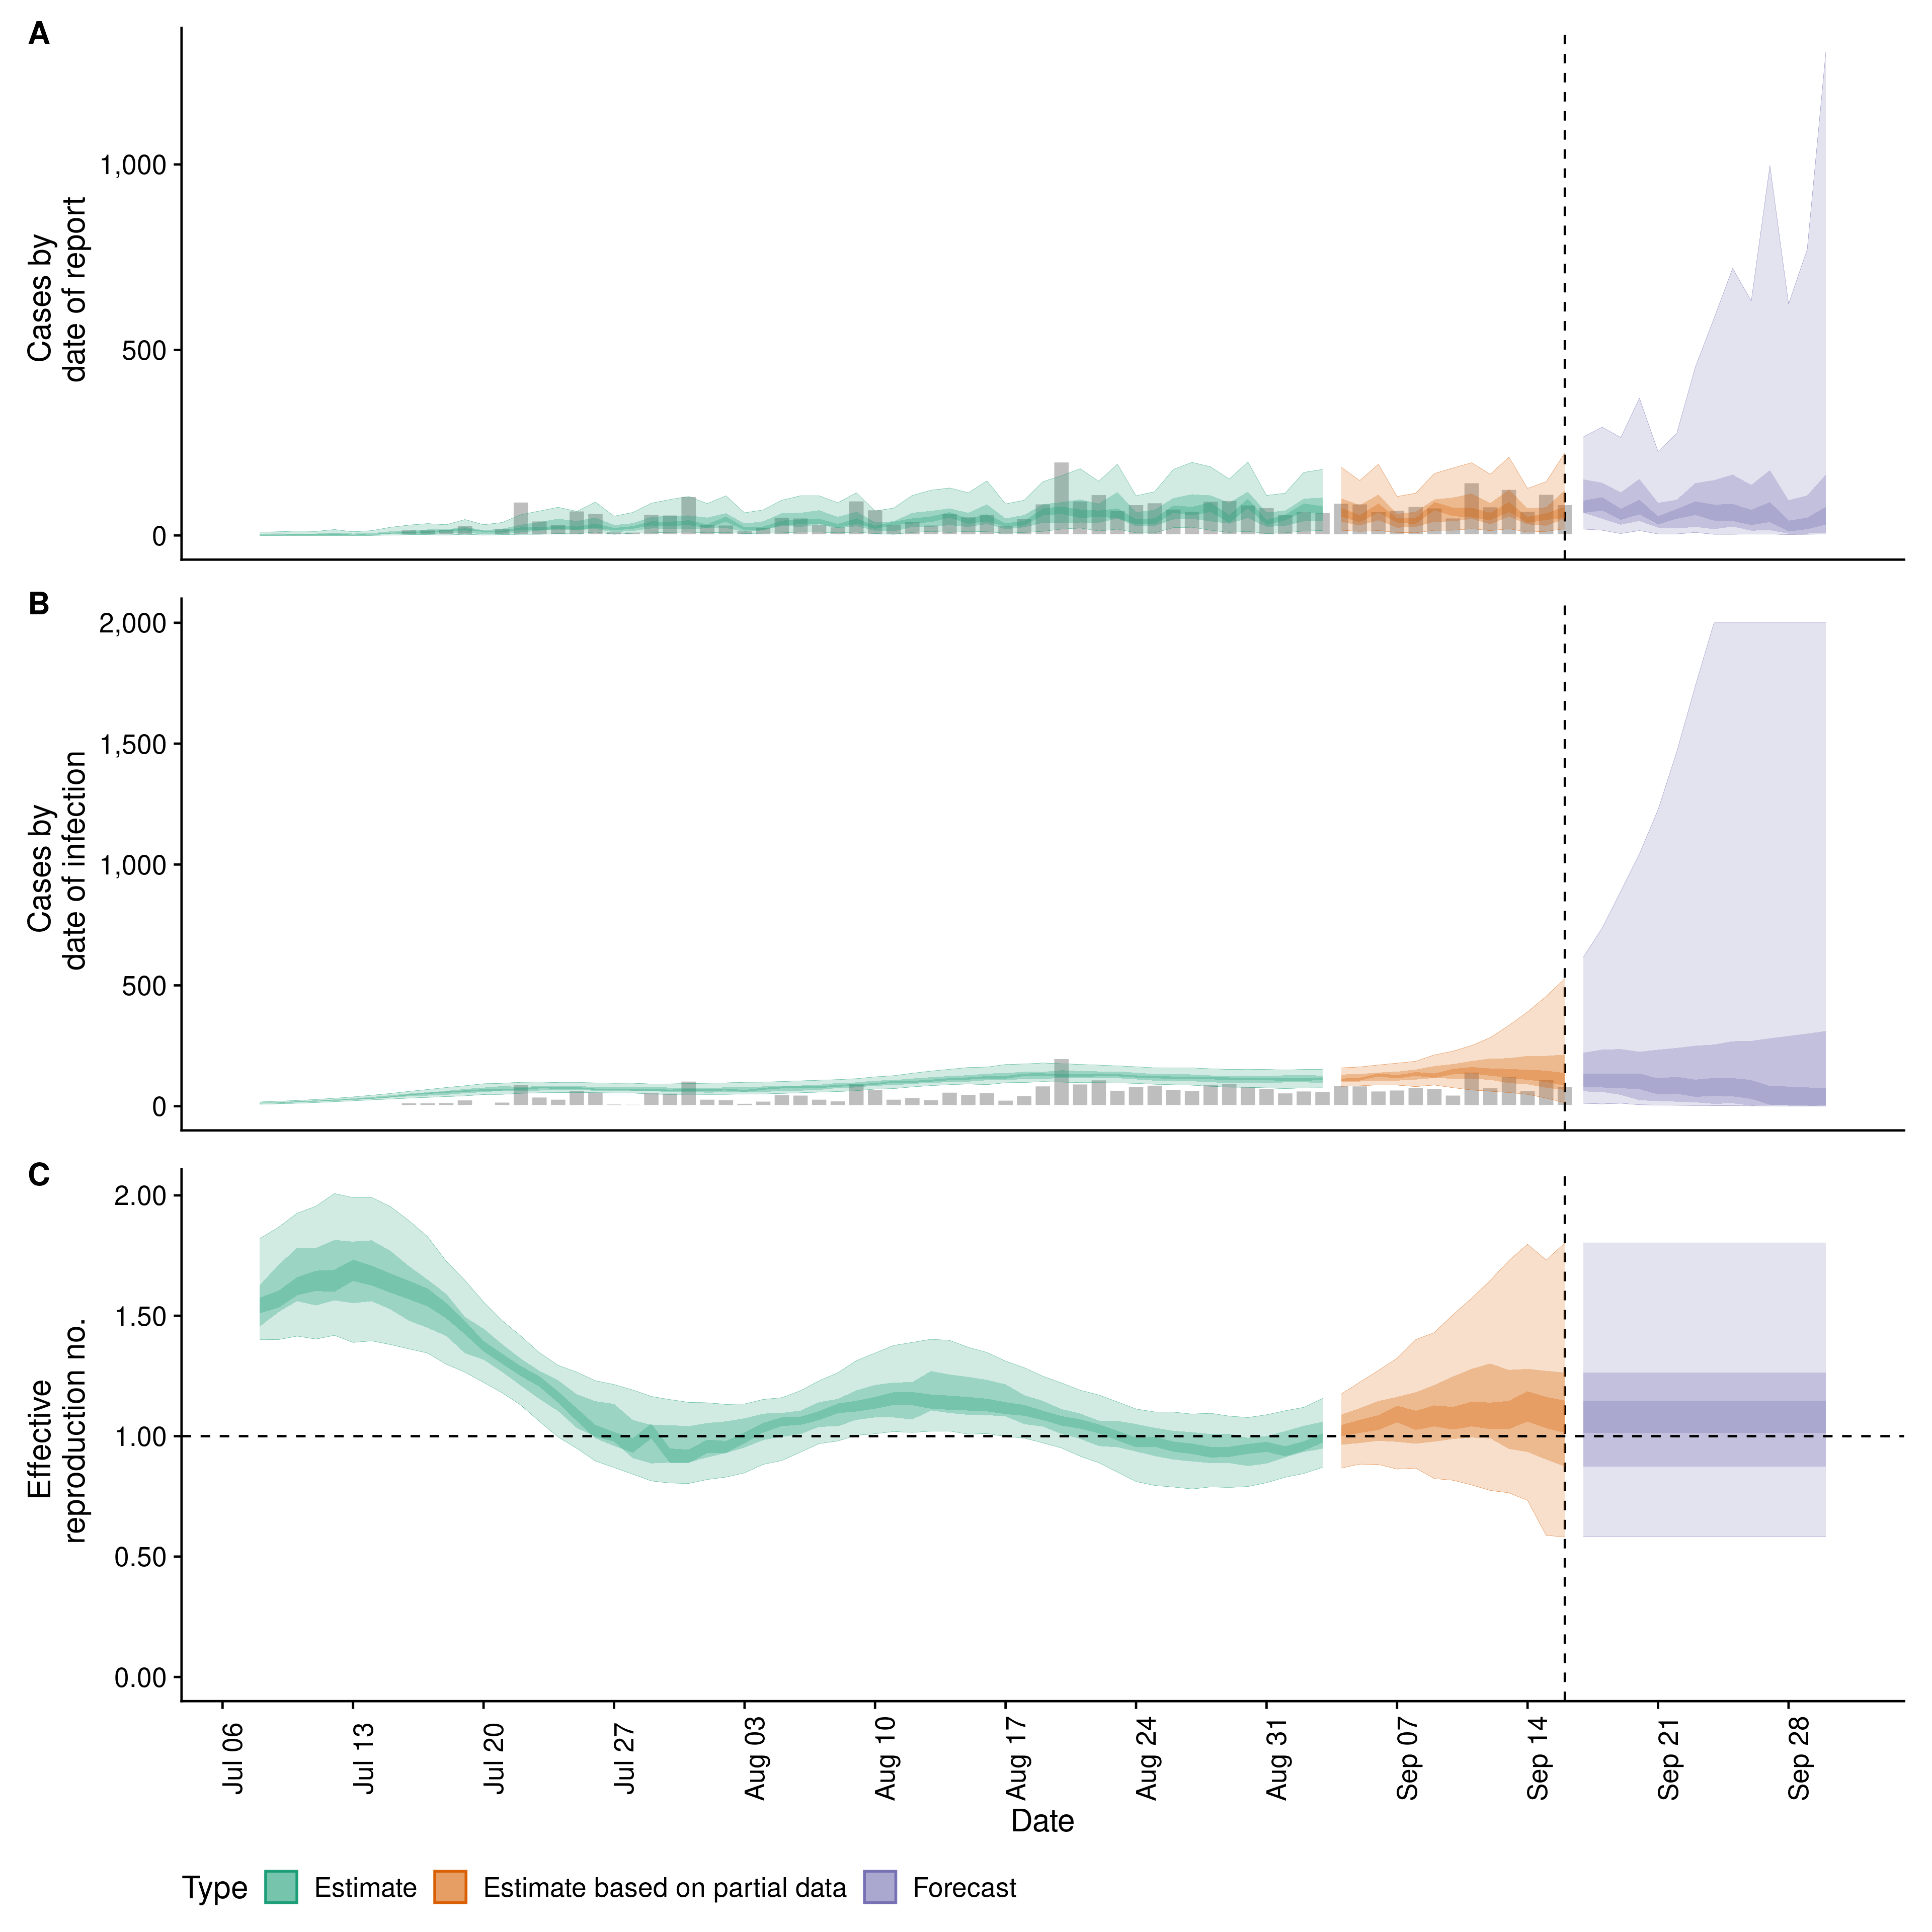 A
Cases by
date of report
1,000
500
0
B
Cases by
date of infection
2,000
1,500
1,000
500
0
C
Effective
reproduction no.
2.00
1.50
1.00
0.50
0.00
Jul 06
Jul 13
Jul 20
Jul 27
Aug 03
Aug 10
Aug 17
Aug 24
Aug 31
Sep 07
Sep 14
Sep 21
Sep 28
Date
Type Estimate Estimate based on partial data Forecast